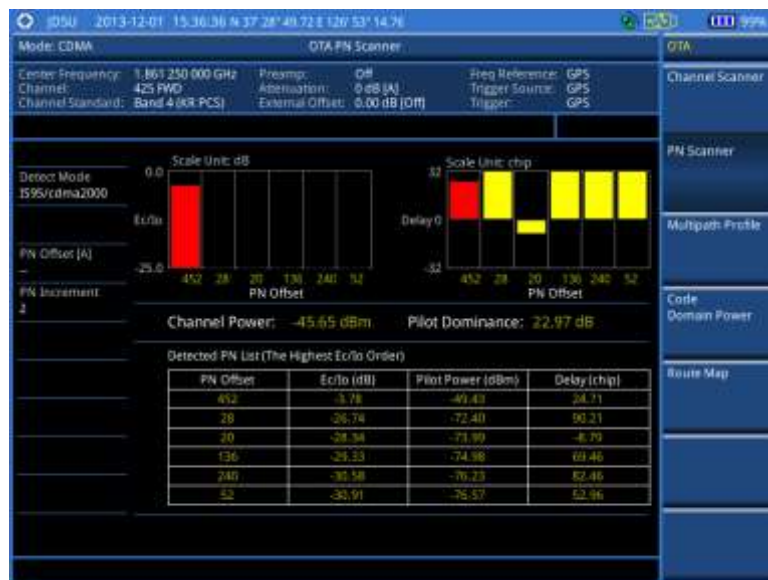 JDSU 2013-12-01 15:36:36 N 37° 28' 49.72 E 126° 53' 14.76 99%
Mode: CDMA OTA PN Scanner OTA
Center Frequency: 1.861 250 000 GHz Preamp: Off Freq Reference: GPS
Channel: 425 FWD Attenuation: 0 dB [A] Trigger Source: GPS
Channel Standard: Band 4 (KR PCS) External Offset: 0.00 dB [Off] Trigger: GPS
Channel Scanner
PN Scanner
Multipath Profile
Code
Domain Power
Route Map
Detect Mode
IS95/cdma2000
PN Offset [A]
--
PN Increment
2
Scale Unit: dB
0.0
Ec/Io
-25.0
452 28 20 136 240 52
PN Offset
Scale Unit: chip
32
Delay 0
-32
452 28 20 136 240 52
PN Offset
Channel Power: -45.65 dBm Pilot Dominance: 22.97 dB
Detected PN List (The Highest Ec/Io Order)
PN Offset Ec/Io (dB) Pilot Power (dBm) Delay (chip)
452 -3.78 -49.43 24.71
28 -26.74 -72.40 90.21
20 -28.34 -73.99 -8.79
136 -29.33 -74.98 69.46
240 -30.58 -76.23 82.46
52 -30.91 -76.57 52.96